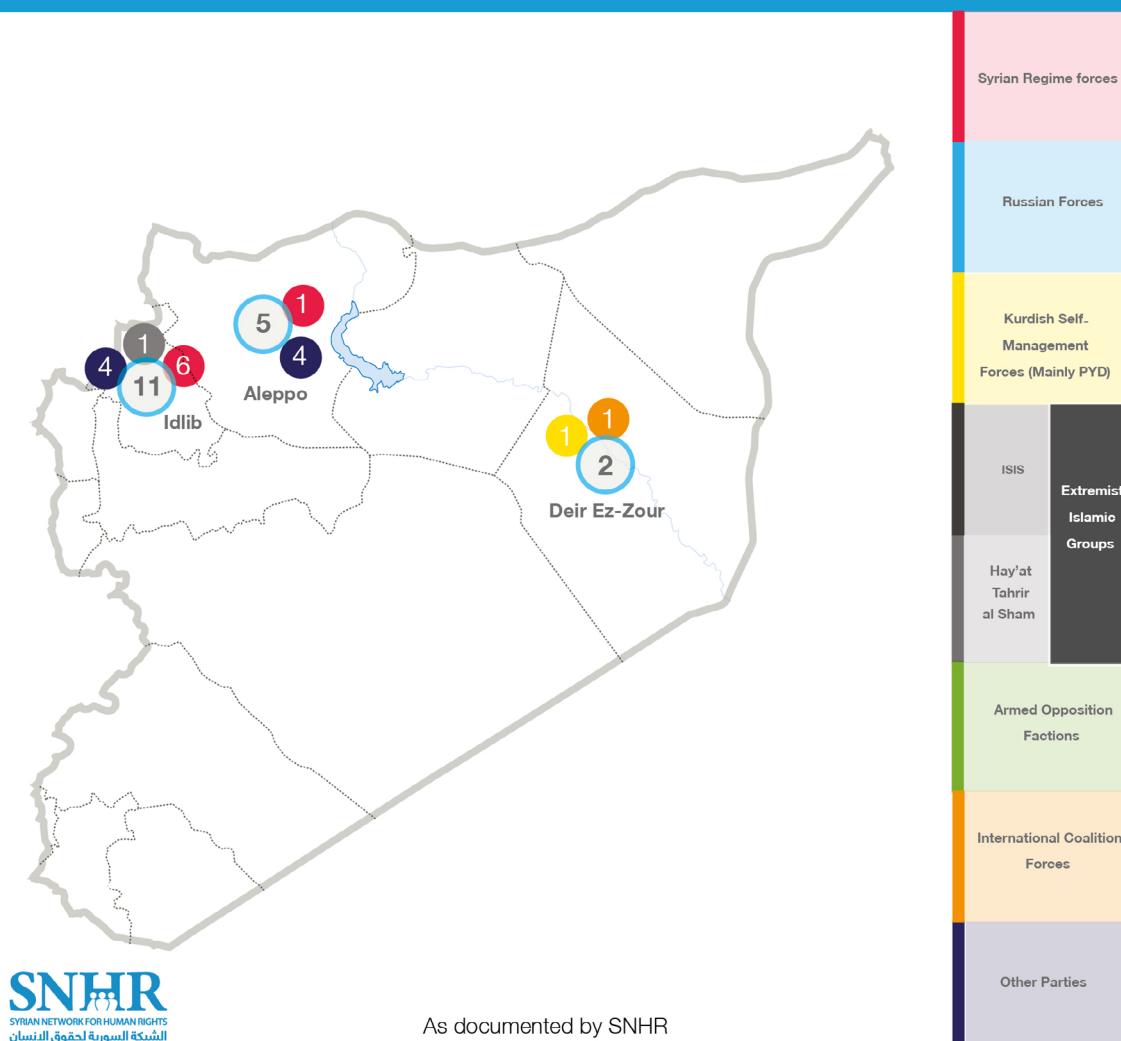 1
5
4
Aleppo
1
4
6
11
Idlib
1
1
2
Deir Ez-Zour
Syrian Regime forces
Russian Forces
Kurdish Self-
Management
Forces (Mainly PYD)
ISIS
Extremist
Islamic
Groups
Hay'at
Tahrir
al Sham
Armed Opposition
Factions
International Coalition
Forces
Other Parties
SNHR
SYRIAN NETWORK FOR HUMAN RIGHTS
الشبكة السورية لحقوق الإنسان
As documented by SNHR